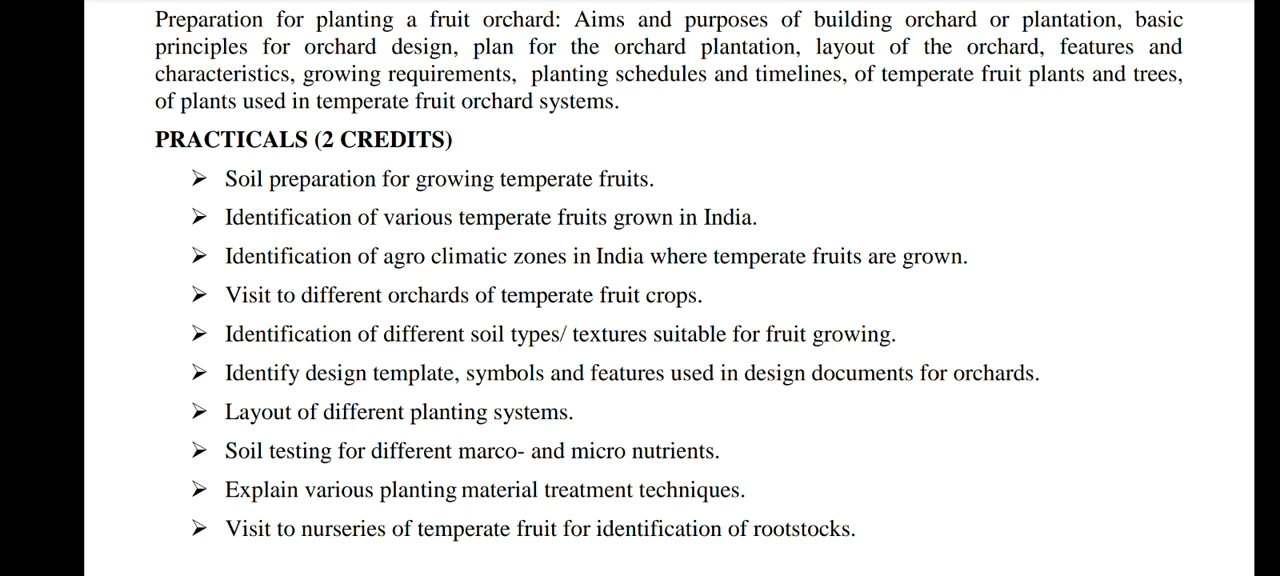 Preparation for planting a fruit orchard: Aims and purposes of building orchard or plantation, basic
principles for orchard design, plan for the orchard plantation, layout of the orchard, features and
characteristics, growing requirements, planting schedules and timelines, of temperate fruit plants and trees,
of plants used in temperate fruit orchard systems.
PRACTICALS (2 CREDITS)
➢ Soil preparation for growing temperate fruits.
➢ Identification of various temperate fruits grown in India.
➢ Identification of agro climatic zones in India where temperate fruits are grown.
➢ Visit to different orchards of temperate fruit crops.
➢ Identification of different soil types/ textures suitable for fruit growing.
➢ Identify design template, symbols and features used in design documents for orchards.
➢ Layout of different planting systems.
➢ Soil testing for different marco- and micro nutrients.
➢ Explain various planting material treatment techniques.
➢ Visit to nurseries of temperate fruit for identification of rootstocks.